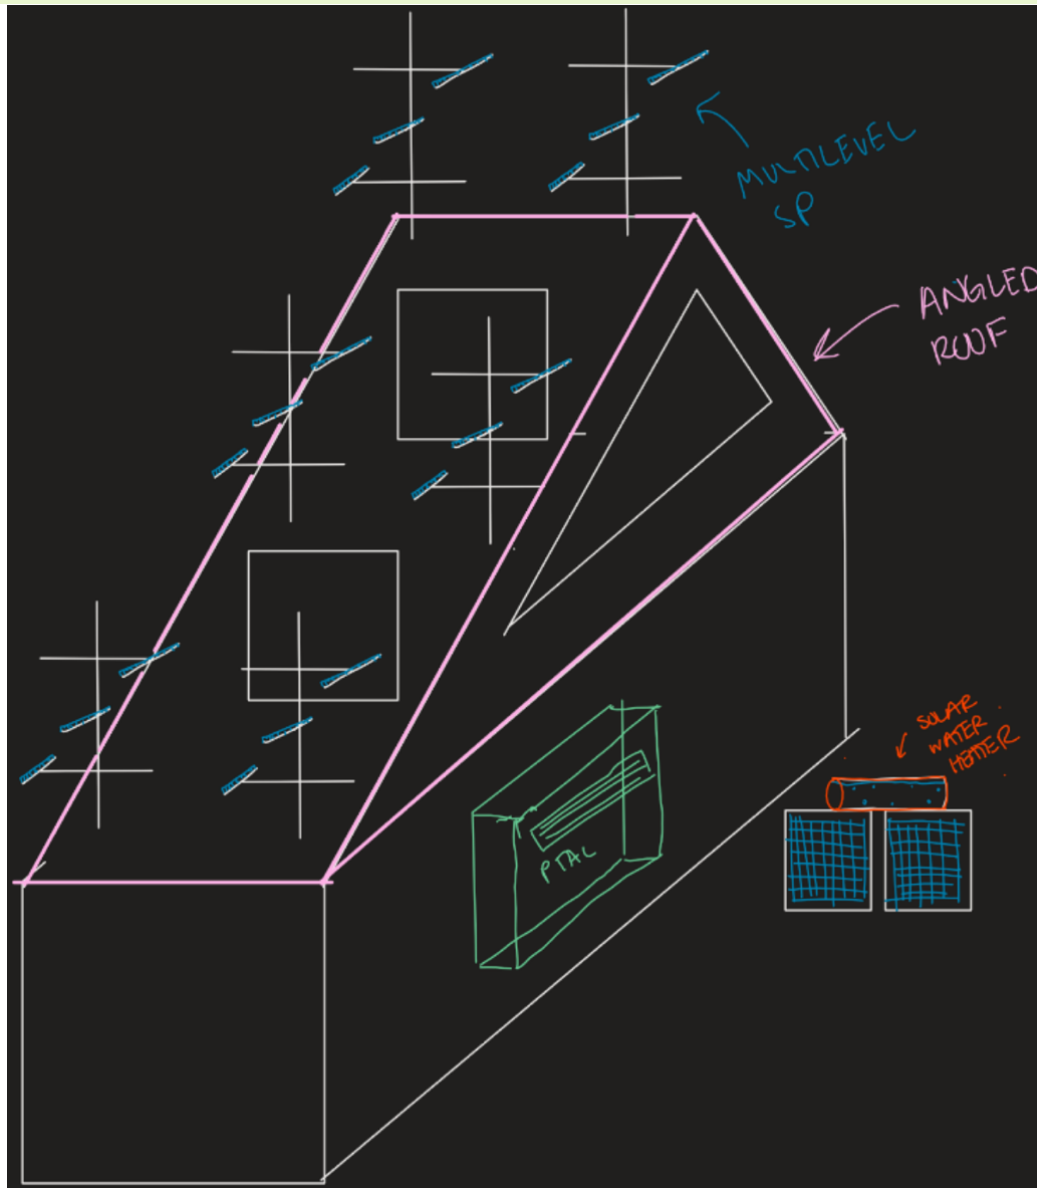 MULTILEVEL
SP
ANGLED
ROOF
SOLAR
WATER
HEATER
PTAC